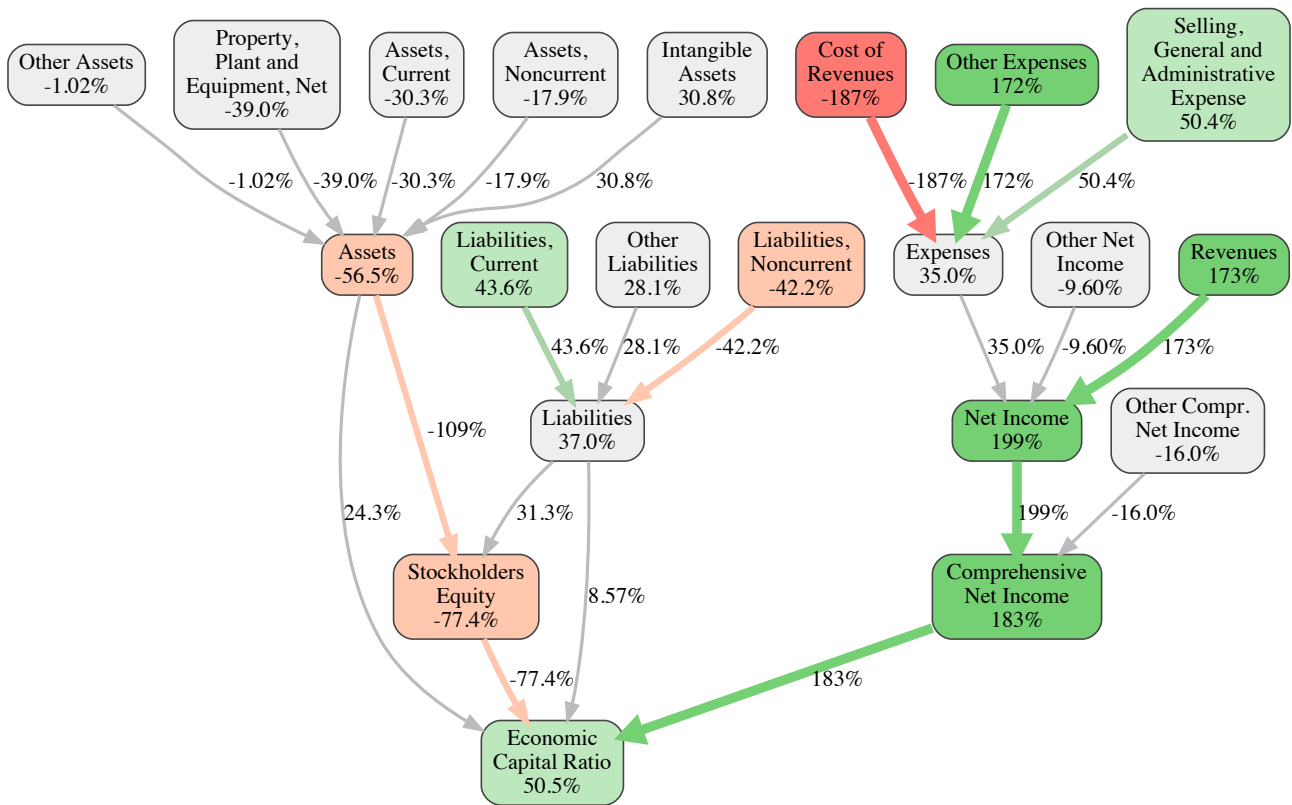 Other Assets
-1.02%
Property,
Plant and
Equipment, Net
-39.0%
Assets,
Current
-30.3%
Assets,
Noncurrent
-17.9%
Intangible
Assets
30.8%
Cost of
Revenues
-187%
Other Expenses
172%
Selling,
General and
Administrative
Expense
50.4%
-1.02%
-39.0%
-30.3%
-17.9%
30.8%
-187%
172%
50.4%
Assets
-56.5%
Liabilities,
Current
43.6%
Other
Liabilities
28.1%
Liabilities,
Noncurrent
-42.2%
Expenses
35.0%
Other Net
Income
-9.60%
Revenues
173%
43.6%
28.1%
-42.2%
35.0%
-9.60%
173%
-109%
Liabilities
37.0%
Net Income
199%
Other Compr.
Net Income
-16.0%
24.3%
31.3%
199%
-16.0%
Stockholders
Equity
-77.4%
8.57%
Comprehensive
Net Income
183%
-77.4%
183%
Economic
Capital Ratio
50.5%